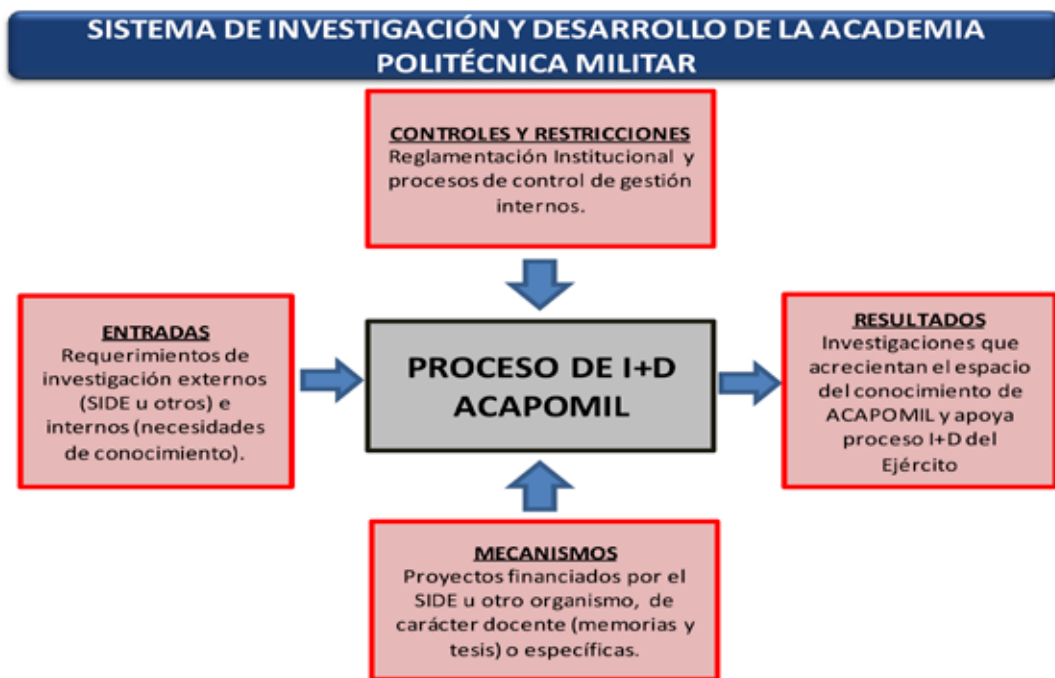 SISTEMA DE INVESTIGACIÓN Y DESARROLLO DE LA ACADEMIA
POLITÉCNICA MILITAR
CONTROLES Y RESTRICCIONES
Reglamentación Institucional y
procesos de control de gestión
internos.
ENTRADAS
Requerimientos de
investigación externos
(SIDE u otros) e
internos (necesidades
de conocimiento).
PROCESO DE I+D
ACAPOMIL
RESULTADOS
Investigaciones que
acrecientan el espacio
del conocimiento de
ACAPOMIL y apoya
proceso I+D del
Ejército
MECANISMOS
Proyectos financiados por el
SIDE u otro organismo, de
carácter docente (memorias y
tesis) o específicas.